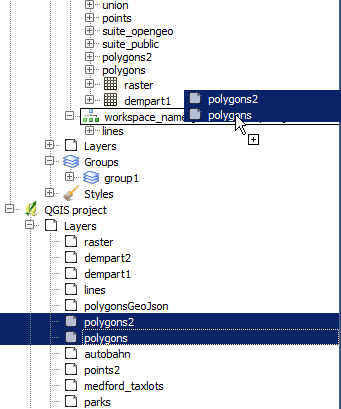 union
points
suite_opengeo
suite_public
polygons2
polygons
raster
dempart1
polygons2
workspace_nam
polygons
lines
Layers
Groups
group1
Styles
QGIS project
Layers
raster
dempart2
dempart1
lines
polygonsGeoJson
polygons2
polygons
autobahn
points2
medford_taxlots
parks